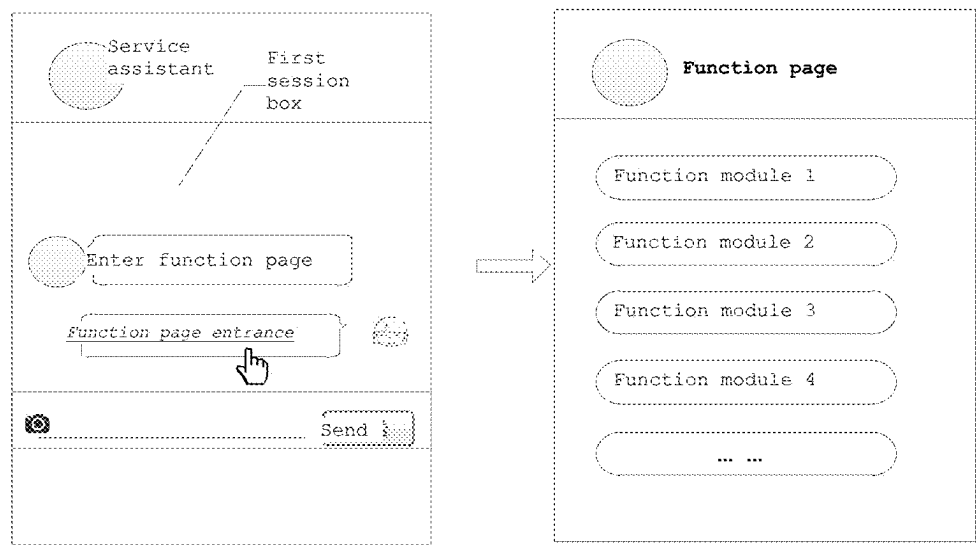 Service
assistant
First
session
box
Enter function page
Function page entrance
Send
Function page
Function module 1
Function module 2
Function module 3
Function module 4
... ...